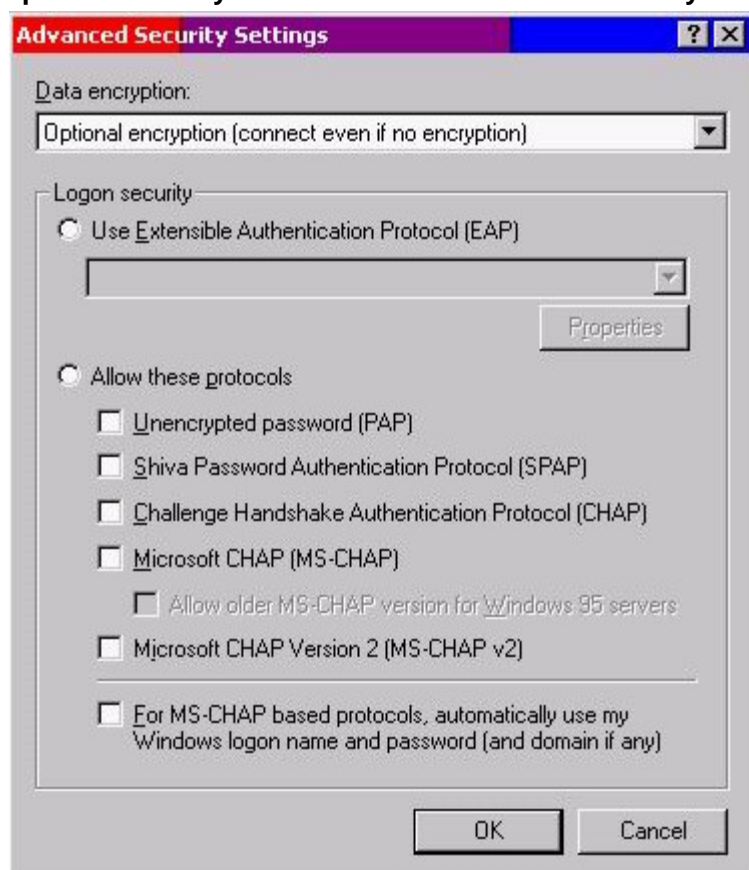 Advanced Security Settings
Data encryption:
Optional encryption (connect even if no encryption)
Logon security
Use Extensible Authentication Protocol (EAP)
Properties
Allow these protocols
Unencrypted password (PAP)
Shiva Password Authentication Protocol (SPAP)
Challenge Handshake Authentication Protocol (CHAP)
Microsoft CHAP (MS-CHAP)
Allow older MS-CHAP version for Windows 95 servers
Microsoft CHAP Version 2 (MS-CHAP v2)
For MS-CHAP based protocols, automatically use my
Windows logon name and password (and domain if any)
OK Cancel